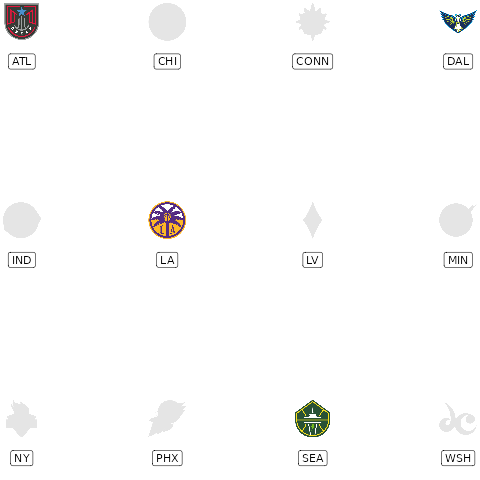 ATL
CHI
CONN
DAL
IND
LA
LV
MIN
NY
PHX
SEA
WSH